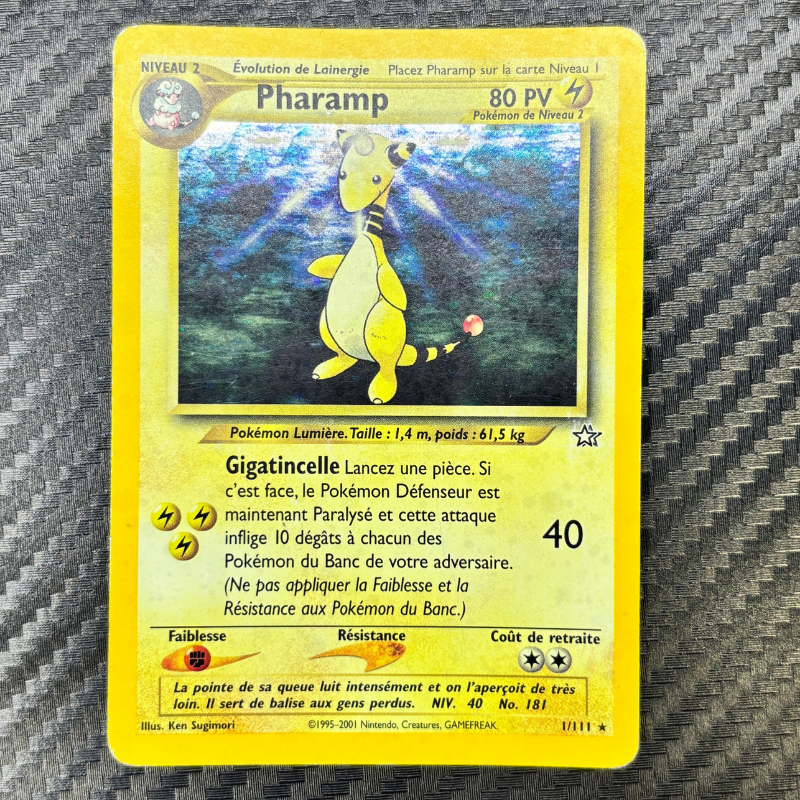 NIVEAU 2 Évolution de Lainergie Placez Pharamp sur la carte Niveau 1
Pharamp 80 PV
Pokémon de Niveau 2
Pokémon Lumière. Taille : 1,4 m, poids : 61,5 kg
Gigatincelle Lancez une pièce. Si
c'est face, le Pokémon Défenseur est
maintenant Paralysé et cette attaque
inflige 10 dégâts à chacun des
Pokémon du Banc de votre adversaire.
(Ne pas appliquer la Faiblesse et la
Résistance aux Pokémon du Banc.)
40
Faiblesse Résistance Coût de retraite
La pointe de sa queue luit intensément et on l'aperçoit de très
loin. Il sert de balise aux gens perdus. NIV. 40 No. 181
Illus. Ken Sugimori ©1995-2001 Nintendo, Creatures, GAMEFREAK. 1/111 ★